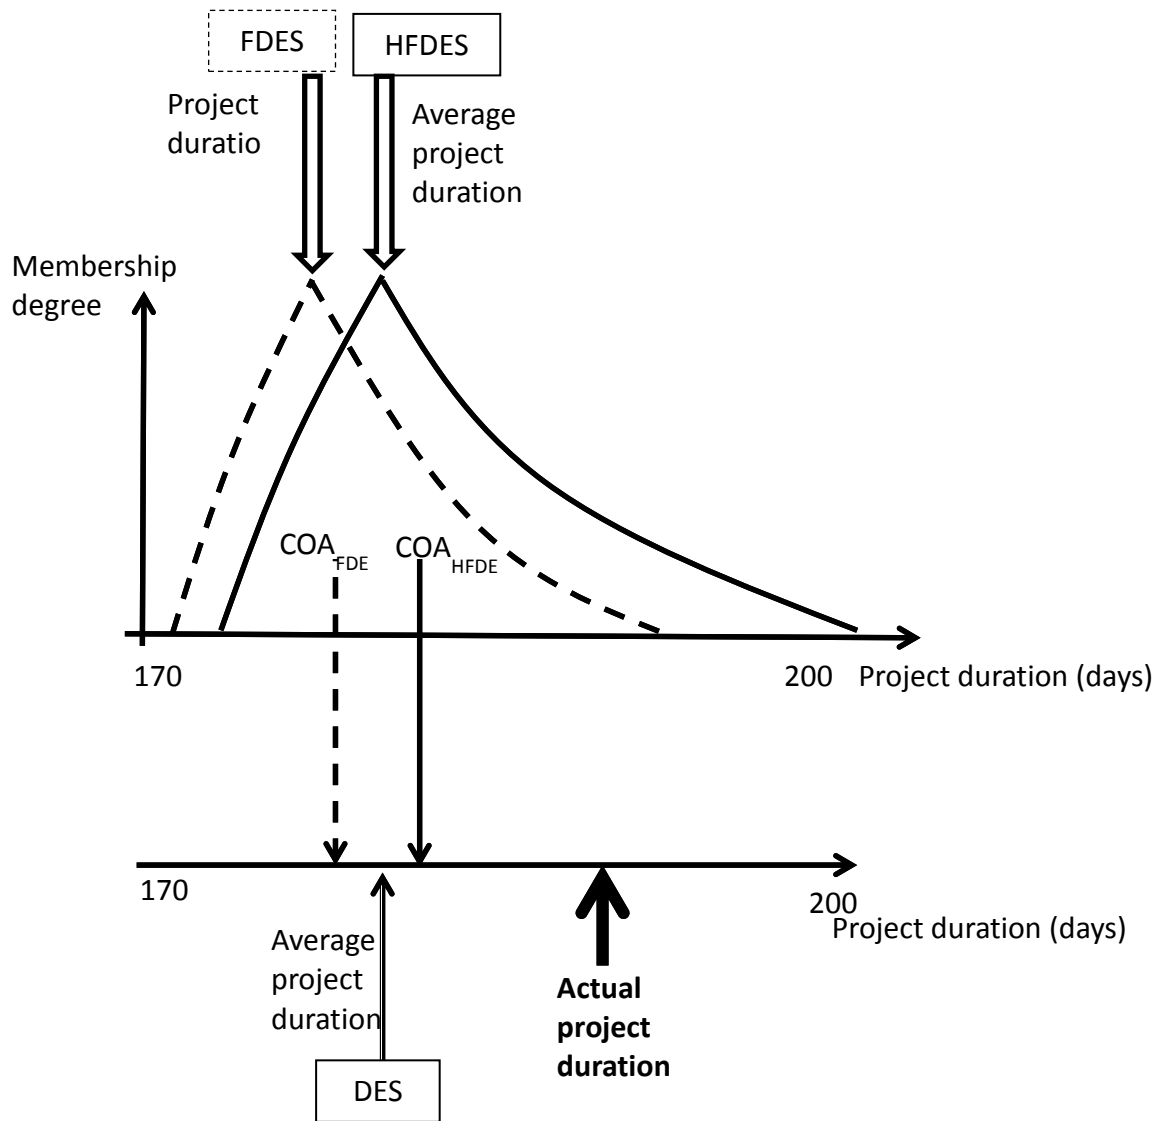 FDES
HFDES
Project
duratio
Average
project
duration
Membership
degree
COA FDE
COA HFDE
170
200
Project duration (days)
170
200
Project duration (days)
Average
project
duration
Actual
project
duration
DES